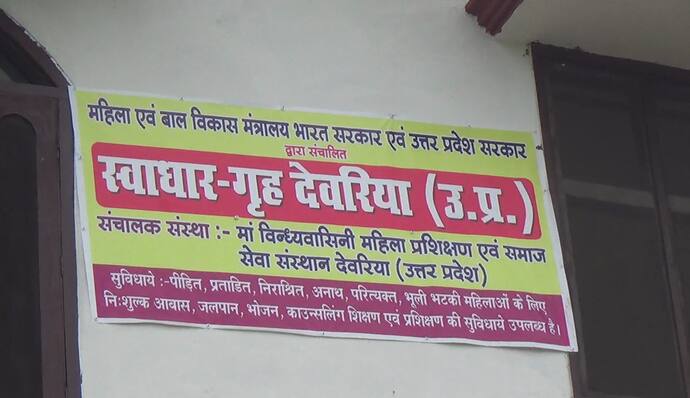 महिला एवं बाल विकास मंत्रालय भारत सरकार एवं उत्तर प्रदेश सरकार
द्वारा संचालित
स्वाधार-गृह देवरिया (उ.प्र.)
संचालक संस्था :- मां विन्ध्यवासिनी महिला प्रशिक्षण एवं समाज
सेवा संस्थान देवरिया (उत्तर प्रदेश)
सुविधाये :-पीड़ित, प्रताडित, निराश्रित, अनाथ, परित्यक्त, भूली भटकी महिलाओं के लिए
निःशुल्क आवास, जलपान, भोजन, काउन्सलिंग शिक्षण एवं प्रशिक्षण की सुविधाये उपलब्ध है।